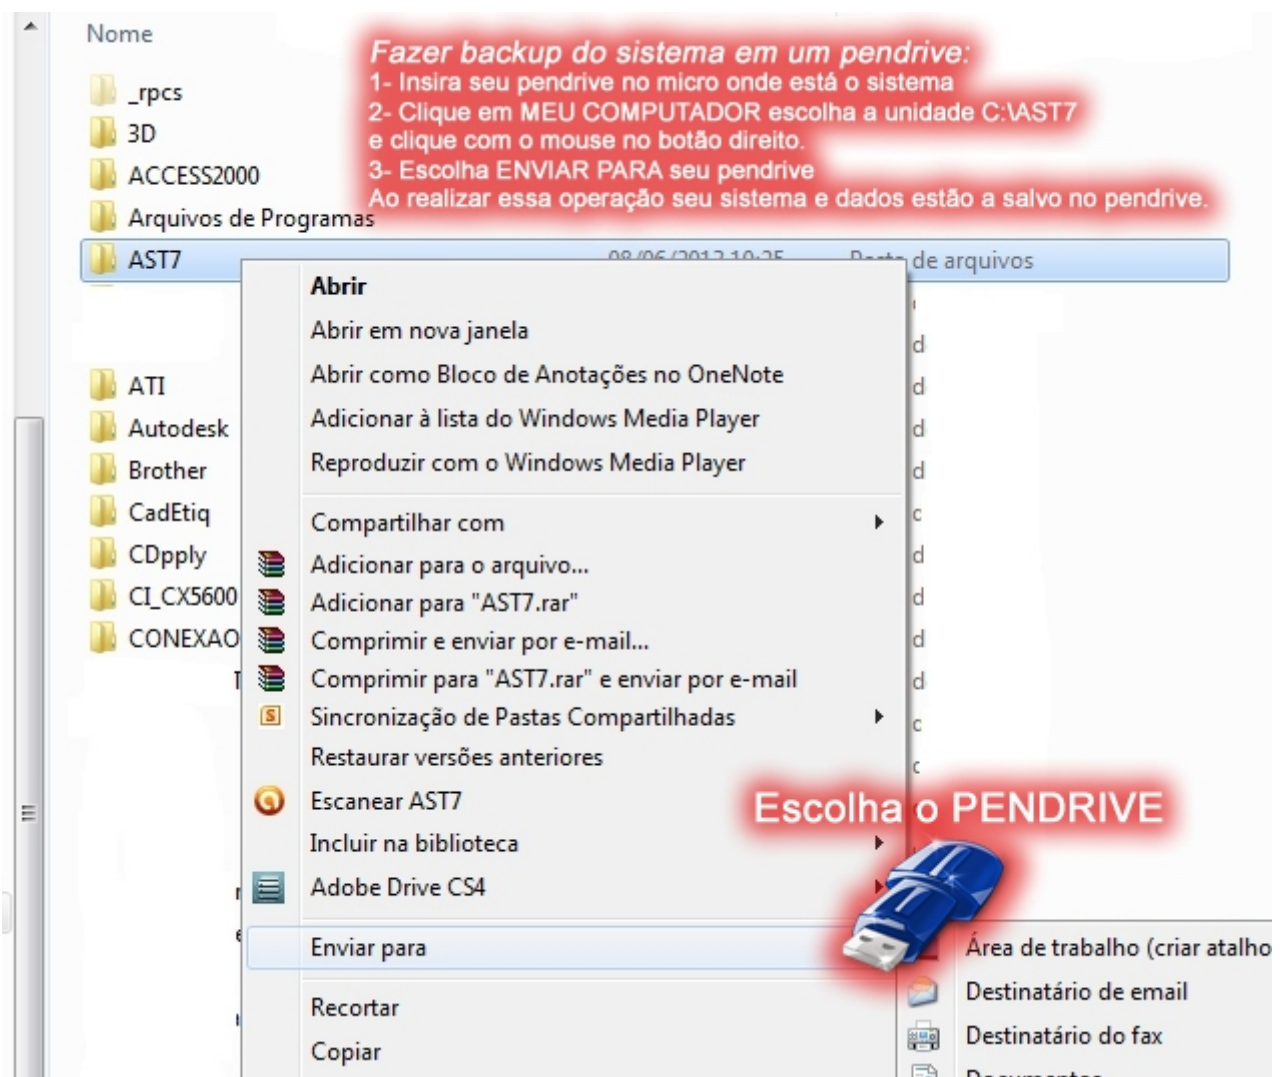 Nome
Fazer backup do sistema em um pendrive:
1- Insira seu pendrive no micro onde está o sistema
2- Clique em MEU COMPUTADOR escolha a unidade C:\AST7
e clique com o mouse no botão direito.
3- Escolha ENVIAR PARA seu pendrive
Ao realizar essa operação seu sistema e dados estão a salvo no pendrive.
_rpcs
3D
ACCESS2000
Arquivos de Programas
AST7 de arquivos
ATI
Autodesk
Brother
CadEtiq
CDpply
CI_CX5600
CONEXAO
Abrir
Abrir em nova janela
Abrir como Bloco de Anotações no OneNote
Adicionar à lista do Windows Media Player
Reproduzir com o Windows Media Player
Compartilhar com
Adicionar para o arquivo...
Adicionar para "AST7.rar"
Comprimir e enviar por e-mail...
Comprimir para "AST7.rar" e enviar por e-mail
Sincronização de Pastas Compartilhadas
Restaurar versões anteriores
Escanear AST7
Incluir na biblioteca
Adobe Drive CS4
Enviar para
Recortar
Copiar
Escolha o PENDRIVE
Área de trabalho (criar atalho
Destinatário de email
Destinatário do fax